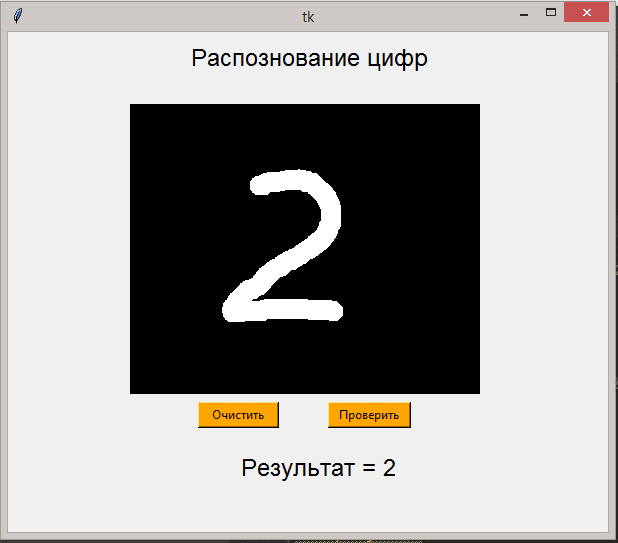 tk
Распознование цифр
2
Очистить Проверить
Результат = 2